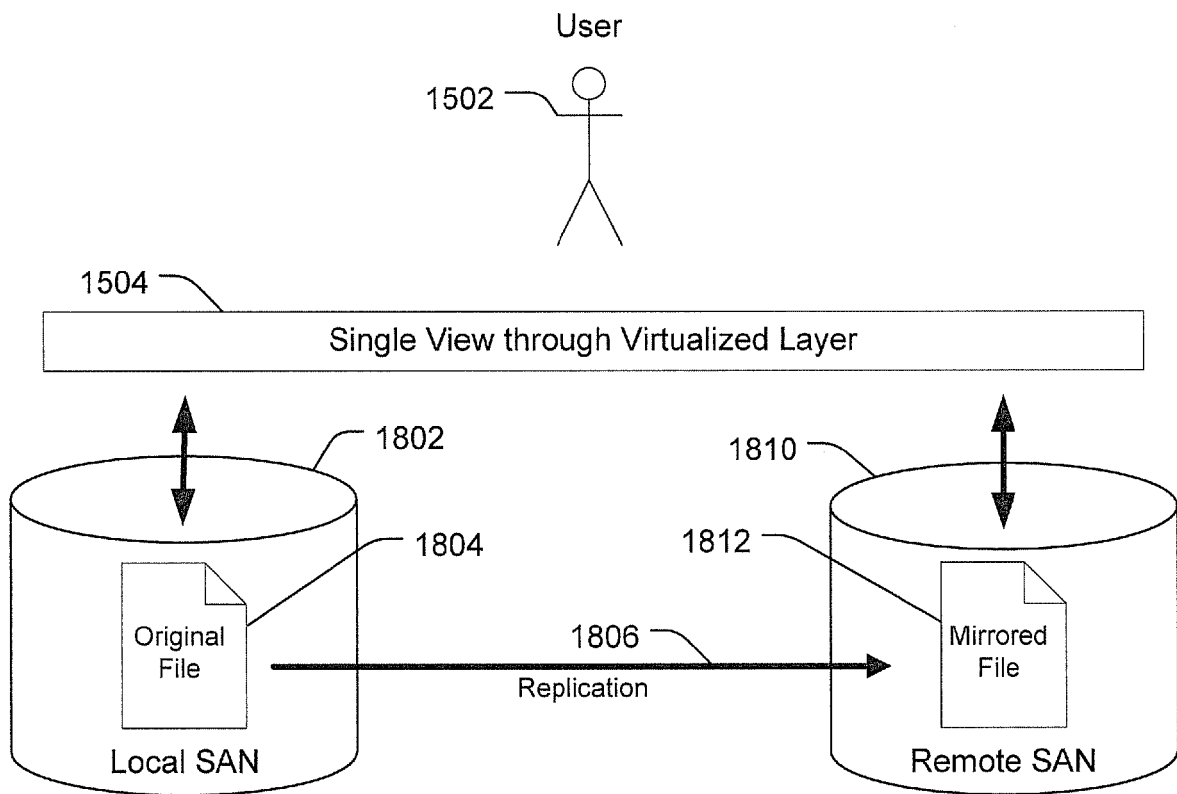 User
1502
1504
Single View through Virtualized Layer
1802
1810
1804
1812
Original
File
1806
Replication
Mirrored
File
Local SAN
Remote SAN